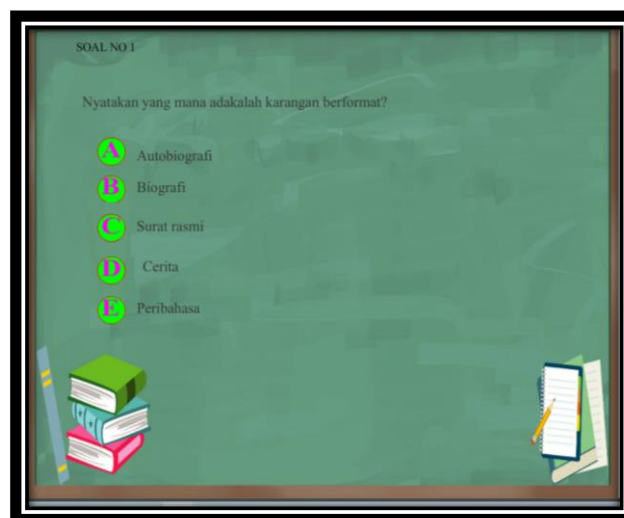 SOAL NO 1
Nyatakan yang mana adakalah karangan berformat?
A Autobiografi
B Biografi
C Surat rasmi
D Cerita
E Peribahasa